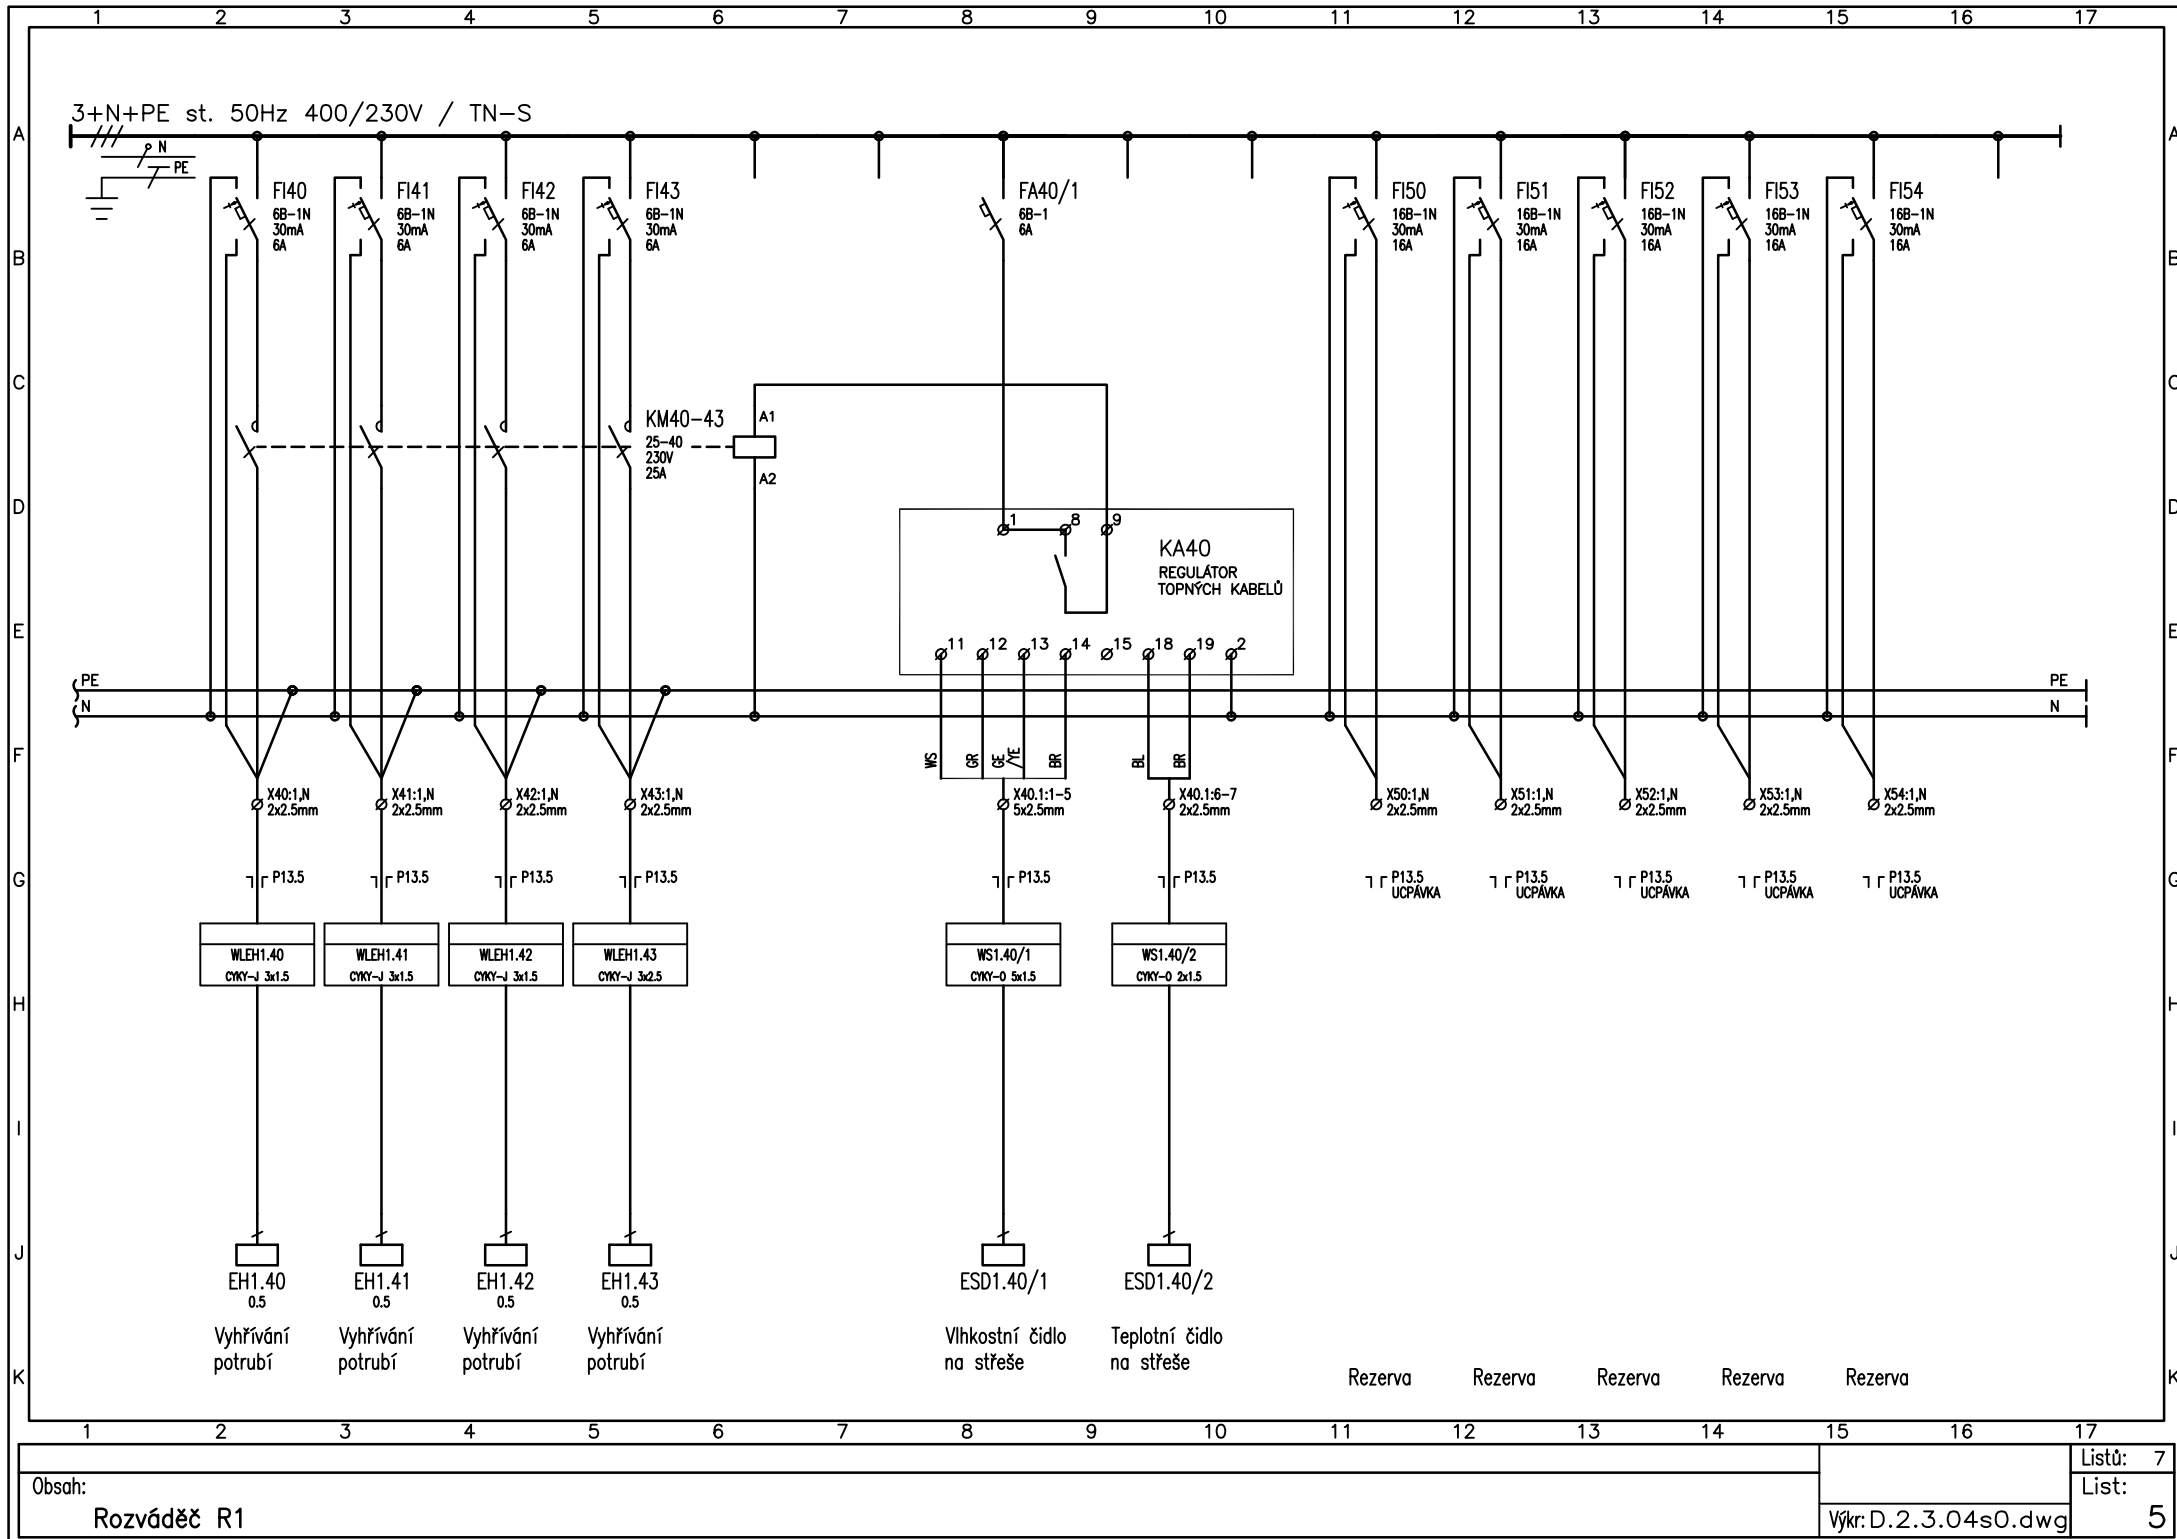 1 2 3 4 5 6 7 8 9 10 11 12 13 14 15 16 17
3+N+PE st. 50Hz 400/230V / TN-S
A A
N
PE
FI40
6B-1N
30mA
6A
FI41
6B-1N
30mA
6A
FI42
6B-1N
30mA
6A
FI43
6B-1N
30mA
6A
FA40/1
6B-1
6A
FI50
16B-1N
30mA
16A
FI51
16B-1N
30mA
16A
FI52
16B-1N
30mA
16A
FI53
16B-1N
30mA
16A
FI54
16B-1N
30mA
16A
B B
C C
KM40-43
25-40
230V
25A
A1
A2
D D
1 8 9
KA40
REGULÁTOR
TOPNÝCH KABELŮ
E E
11 12 13 14 15 18 19 2
PE PE
N N
F F
WS GR GE /YE BR BL BR
X40:1,N
2x2.5mm
X41:1,N
2x2.5mm
X42:1,N
2x2.5mm
X43:1,N
2x2.5mm
X40.1:1-5
5x2.5mm
X40.1:6-7
2x2.5mm
X50:1,N
2x2.5mm
X51:1,N
2x2.5mm
X52:1,N
2x2.5mm
X53:1,N
2x2.5mm
X54:1,N
2x2.5mm
G G
P13.5
P13.5
P13.5
P13.5
P13.5
P13.5
P13.5
UCPÁVKA
P13.5
UCPÁVKA
P13.5
UCPÁVKA
P13.5
UCPÁVKA
P13.5
UCPÁVKA
WLEH1.40
CYKY-J 3x1.5
WLEH1.41
CYKY-J 3x1.5
WLEH1.42
CYKY-J 3x1.5
WLEH1.43
CYKY-J 3x2.5
WS1.40/1
CYKY-O 5x1.5
WS1.40/2
CYKY-O 2x1.5
H H
I I
J J
EH1.40
0.5
Vyhřívání
potrubí
EH1.41
0.5
Vyhřívání
potrubí
EH1.42
0.5
Vyhřívání
potrubí
EH1.43
0.5
Vyhřívání
potrubí
ESD1.40/1
Vlhkostní čidlo
na střeše
ESD1.40/2
Teplotní čidlo
na střeše
Rezerva
Rezerva
Rezerva
Rezerva
Rezerva
K K
1 2 3 4 5 6 7 8 9 10 11 12 13 14 15 16 17
Obsah:
Rozváděč R1
Výkr: D.2.3.04s0.dwg
Listů: 7
List:
5